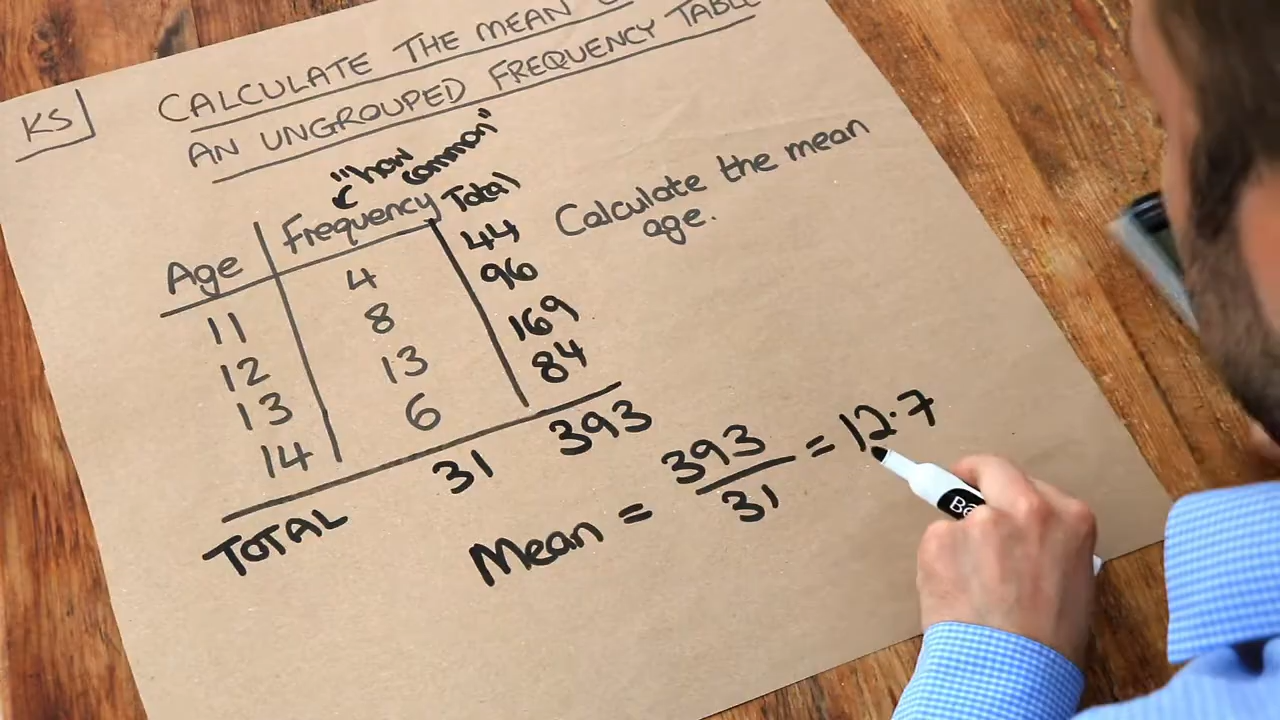 KS
CALCULATE THE MEAN
AN UNGROUPED FREQUENCY TABLE
"how common"
Age Frequency Total
11 4 44
12 8 96
13 13 169
14 6 84
TOTAL 31 393
Calculate the mean
age.
Mean = 393/31 = 12.7
Be